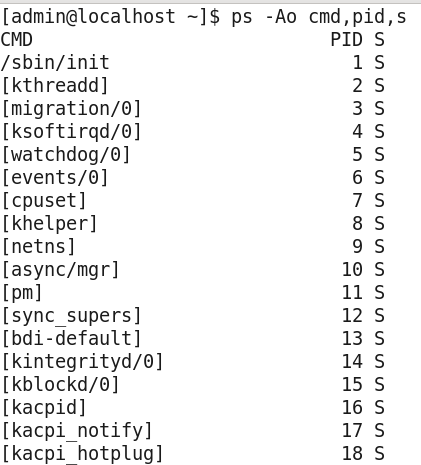 [admin@localhost ~]$ ps -Ao cmd,pid,s
CMD                           PID S
/sbin/init                      1 S
[kthreadd]                      2 S
[migration/0]                   3 S
[ksoftirqd/0]                   4 S
[watchdog/0]                    5 S
[events/0]                      6 S
[cpuset]                        7 S
[khelper]                       8 S
[netns]                         9 S
[async/mgr]                    10 S
[pm]                           11 S
[sync_supers]                  12 S
[bdi-default]                  13 S
[kintegrityd/0]                14 S
[kblockd/0]                    15 S
[kacpid]                       16 S
[kacpi_notify]                 17 S
[kacpi_hotplug]                18 S